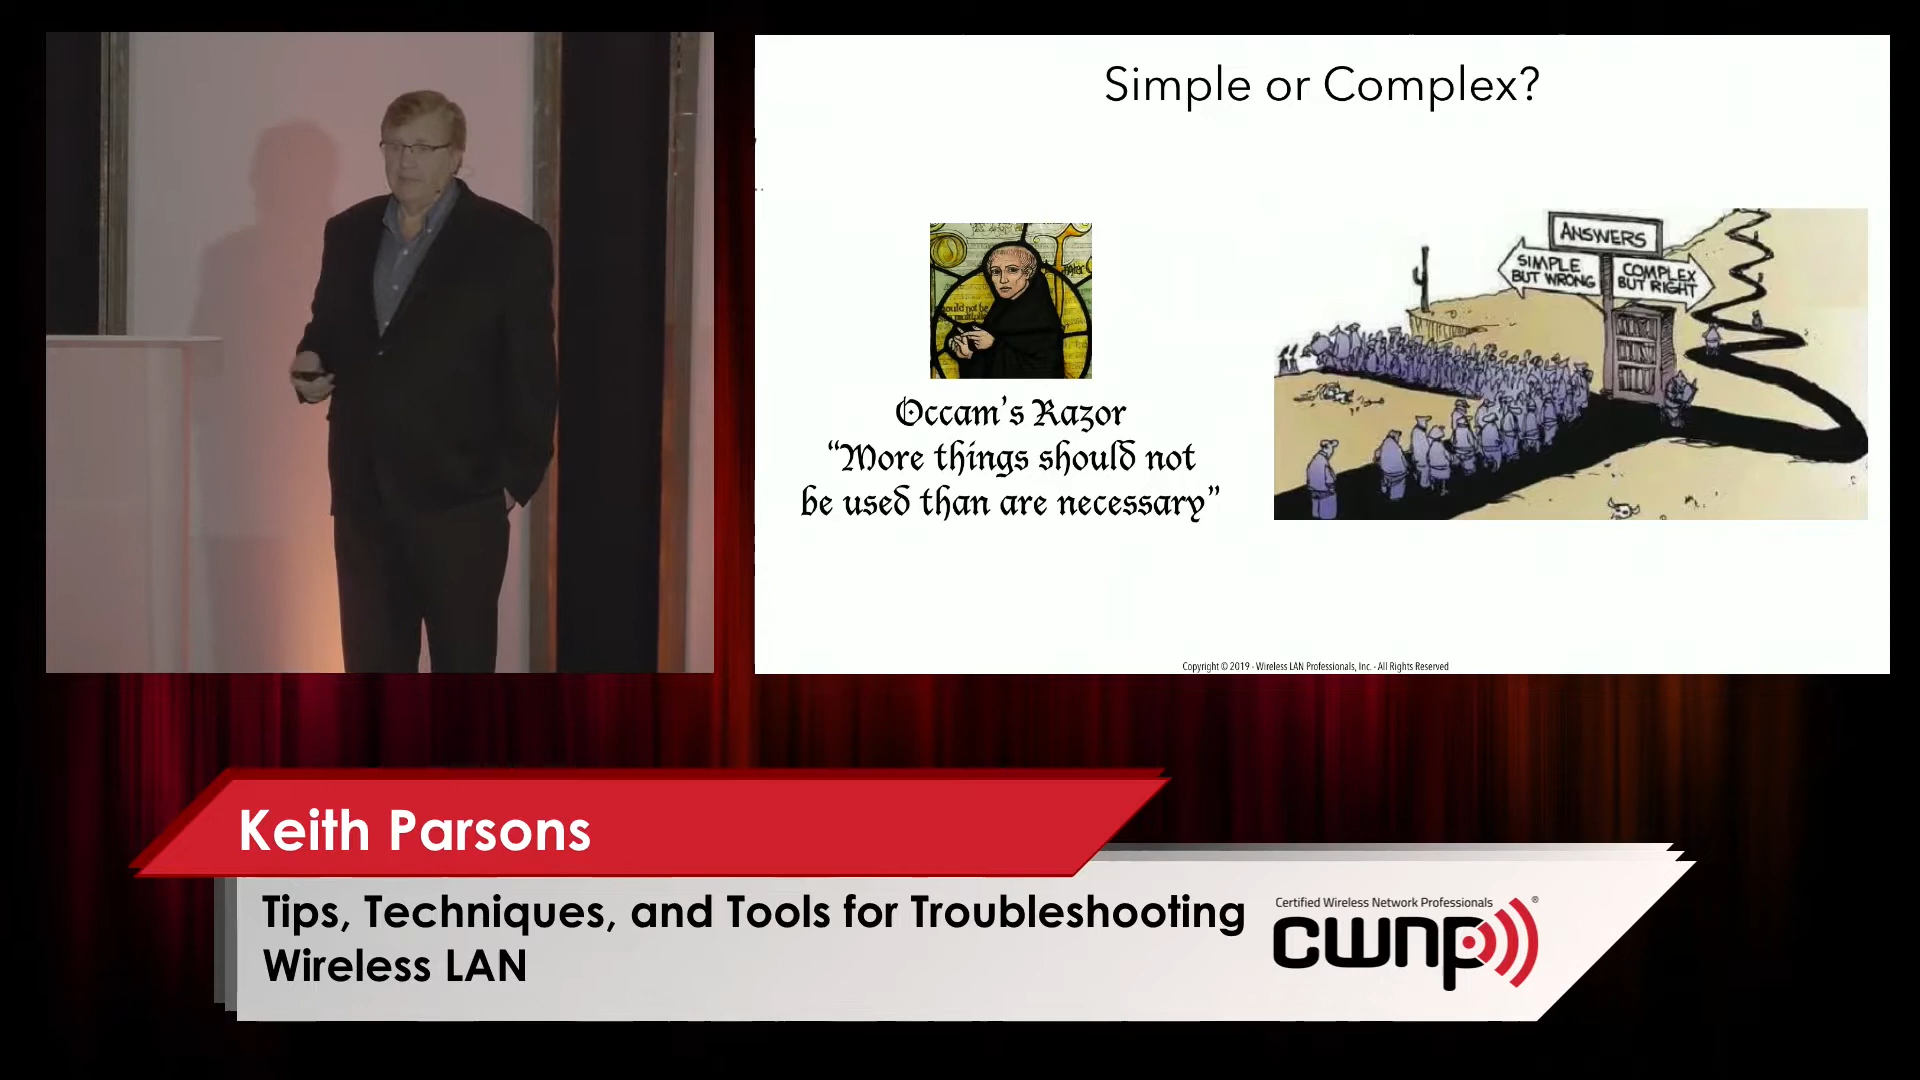 Simple or Complex?
ANSWERS
SIMPLE
BUT WRONG
COMPLEX
BUT RIGHT
Occam's Razor
“More things should not
be used than are necessary”
Copyright © 2019 - Wireless LAN Professionals, Inc. - All Rights Reserved
Keith Parsons
Tips, Techniques, and Tools for Troubleshooting
Wireless LAN
Certified Wireless Network Professionals
®
cwnp